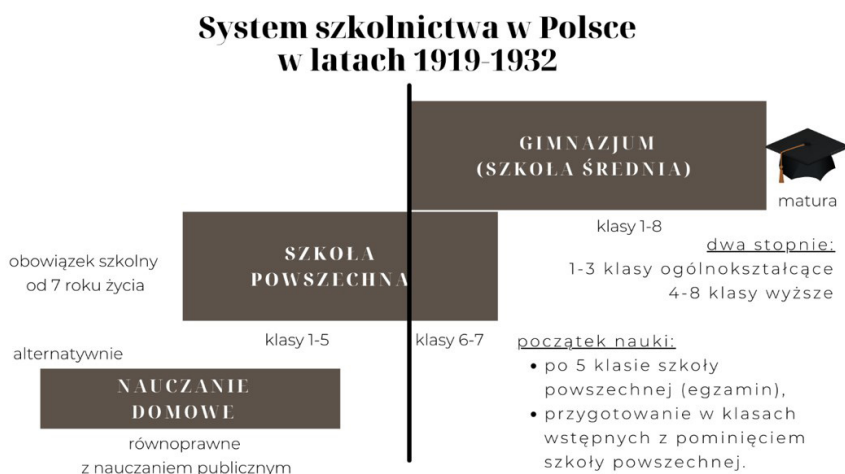 System szkolnictwa w Polsce
w latach 1919-1932
GIMNAZJUM
(SZKOŁA ŚREDNIA)
matura
klasy 1-8
dwa stopnie:
1-3 klasy ogólnokształcące
4-8 klasy wyższe
SZKOŁA
POWSZECHNA
obowiązek szkolny
od 7 roku życia
klasy 1-5
klasy 6-7
alternatywnie
NAUCZANIE
DOMOWE
równoprawne
z nauczaniem publicznym
początek nauki:
• po 5 klasie szkoły
powszechnej (egzamin),
• przygotowanie w klasach
wstępnych z pominięciem
szkoły powszechnej.